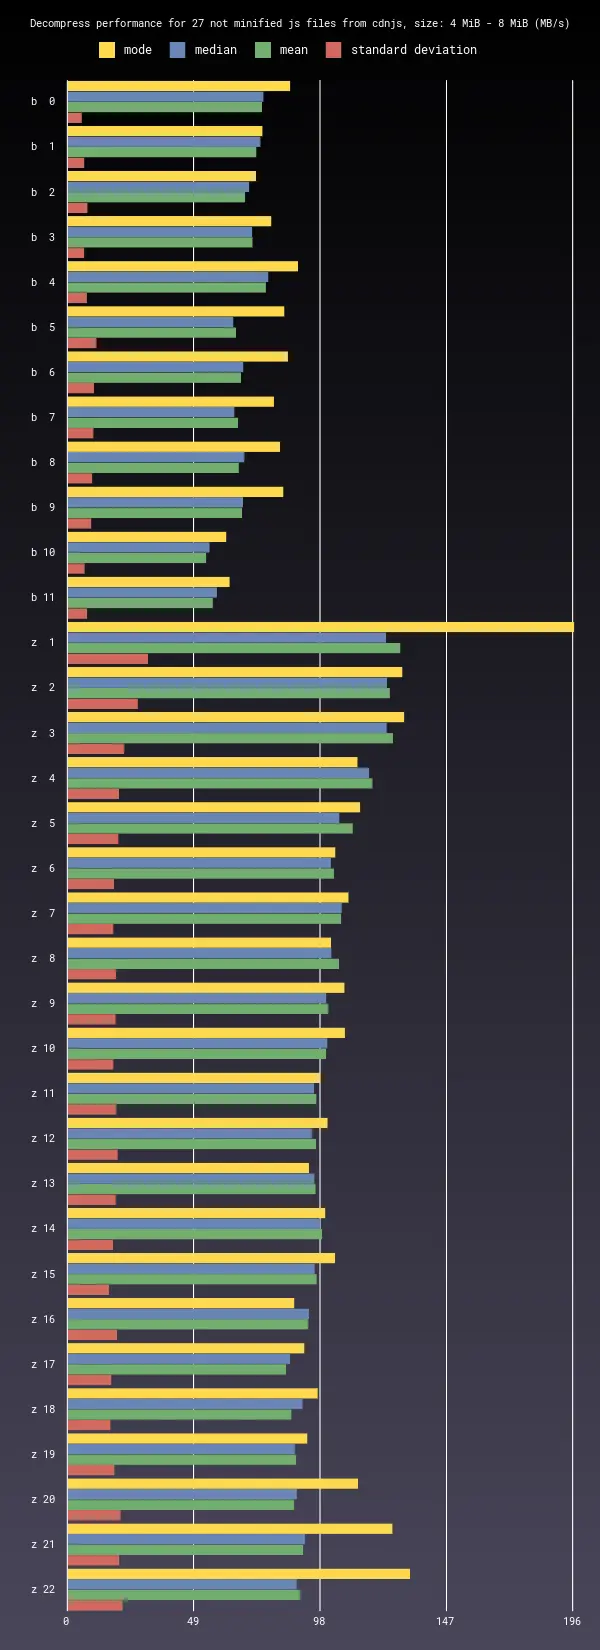 Decompress performance for 27 not minified js files from cdnjs, size: 4 MiB - 8 MiB (MB/s)
mode median mean standard deviation
b 0
b 1
b 2
b 3
b 4
b 5
b 6
b 7
b 8
b 9
b 10
b 11
z 1
z 2
z 3
z 4
z 5
z 6
z 7
z 8
z 9
z 10
z 11
z 12
z 13
z 14
z 15
z 16
z 17
z 18
z 19
z 20
z 21
z 22
0 49 98 147 196